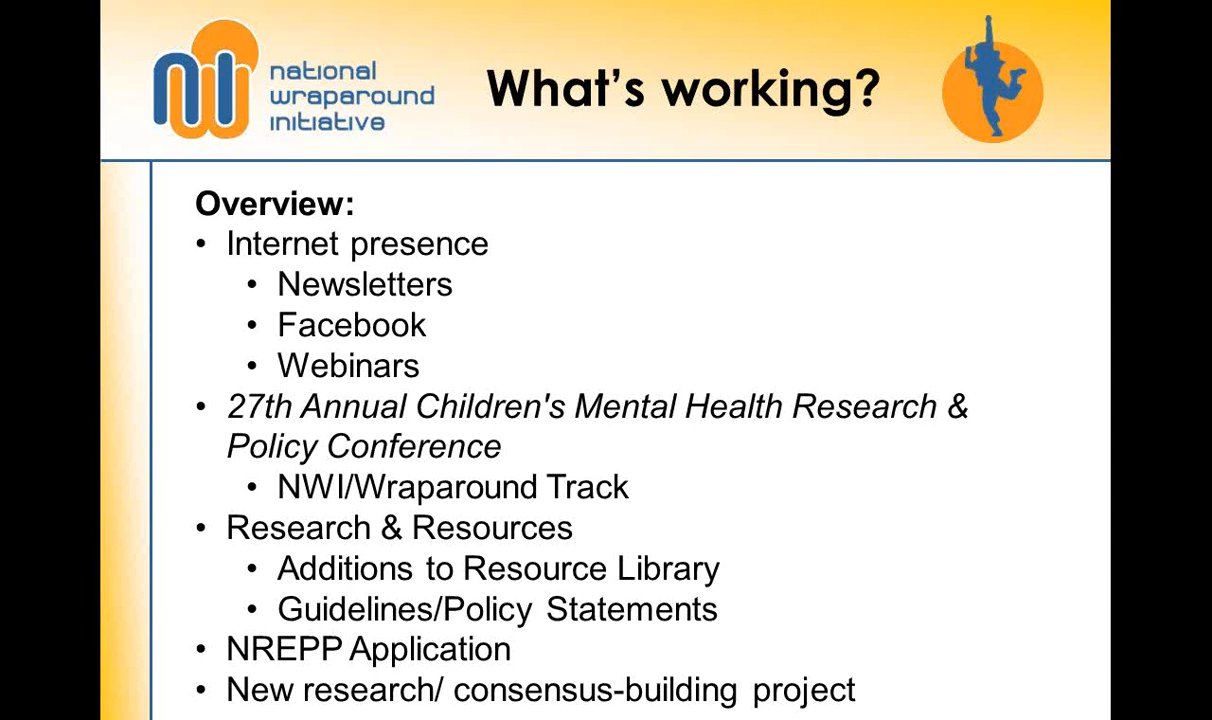 national
wraparound
initiative
What's working?
Overview:
• Internet presence
• Newsletters
• Facebook
• Webinars
• 27th Annual Children's Mental Health Research &
Policy Conference
• NWI/Wraparound Track
• Research & Resources
• Additions to Resource Library
• Guidelines/Policy Statements
• NREPP Application
• New research/ consensus-building project